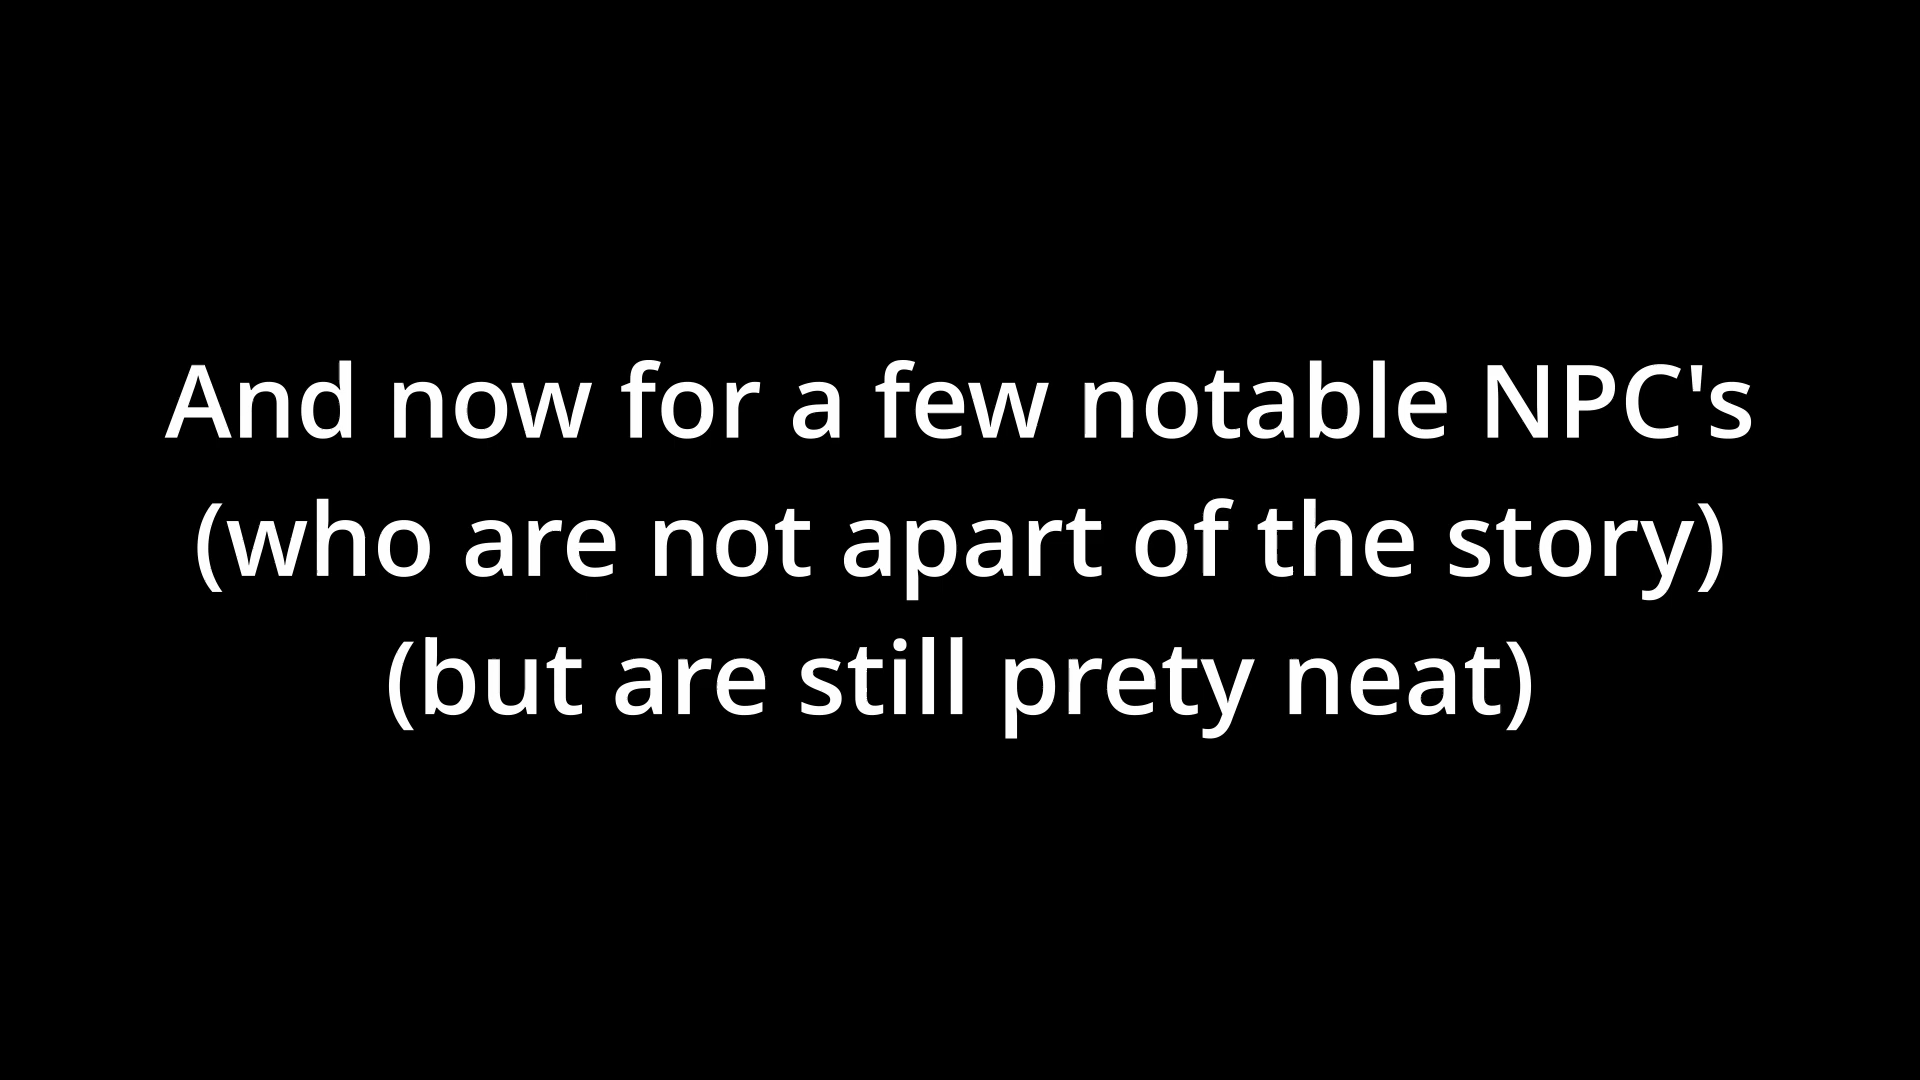 And now for a few notable NPC's
(who are not apart of the story)
(but are still prety neat)